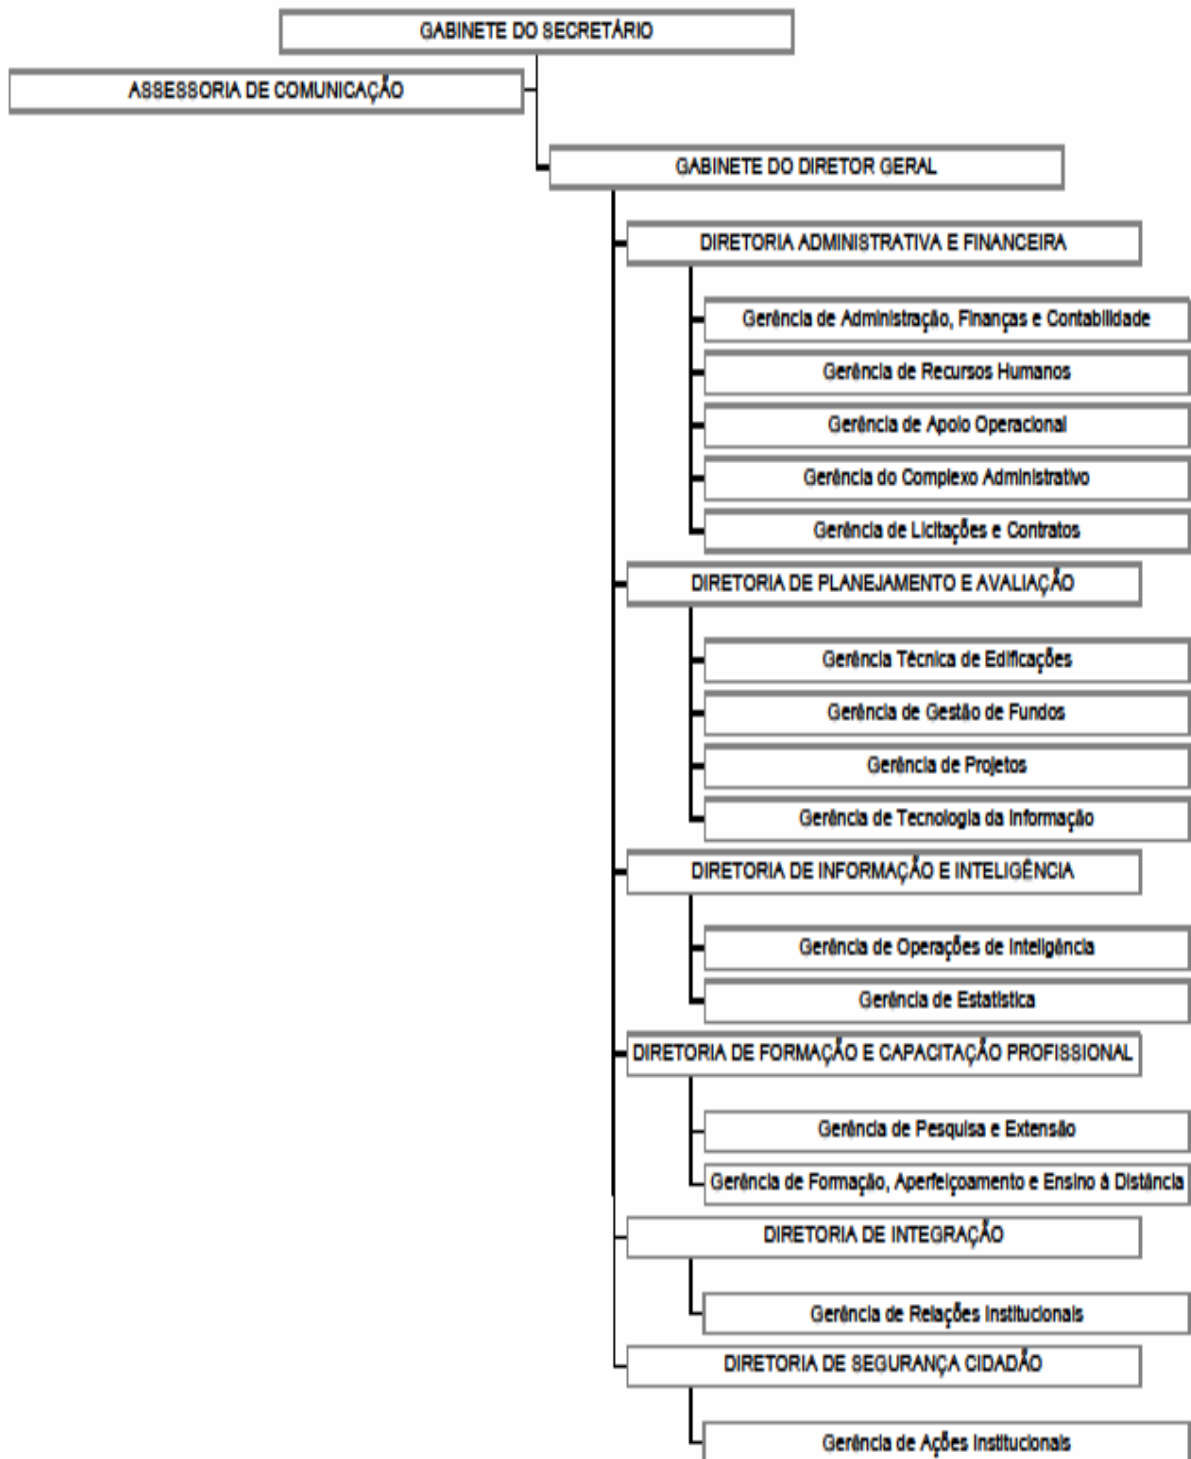 GABINETE DO SECRETÁRIO
ASSESSORIA DE COMUNICAÇÃO
GABINETE DO DIRETOR GERAL
DIRETORIA ADMINISTRATIVA E FINANCEIRA
Gerência de Administração, Finanças e Contabilidade
Gerência de Recursos Humanos
Gerência de Apoio Operacional
Gerência do Complexo Administrativo
Gerência de Licitações e Contratos
DIRETORIA DE PLANEJAMENTO E AVALIAÇÃO
Gerência Técnica de Edificações
Gerência de Gestão de Fundos
Gerência de Projetos
Gerência de Tecnologia da Informação
DIRETORIA DE INFORMAÇÃO E INTELIGÊNCIA
Gerência de Operações de Inteligência
Gerência de Estatística
DIRETORIA DE FORMAÇÃO E CAPACITAÇÃO PROFISSIONAL
Gerência de Pesquisa e Extensão
Gerência de Formação, Aperfeiçoamento e Ensino á Distância
DIRETORIA DE INTEGRAÇÃO
Gerência de Relações Institucionais
DIRETORIA DE SEGURANÇA CIDADÃO
Gerência de Ações Institucionais